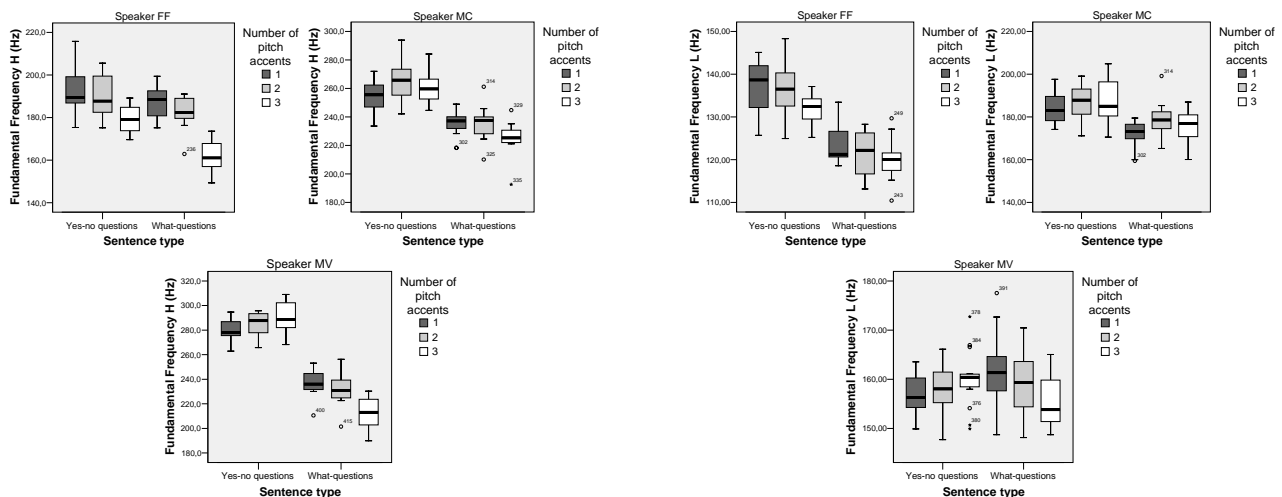 Speaker FF
Fundamental Frequency H (Hz)
220,0
200,0
180,0
160,0
140,0
Yes-no questions What-questions
Sentence type
236
Number of
pitch
accents
1
2
3
Speaker MC
Fundamental Frequency H (Hz)
300,0
280,0
260,0
240,0
220,0
200,0
180,0
Yes-no questions What-questions
Sentence type
302
314
325
329
335
Number of
pitch
accents
1
2
3
Speaker FF
Fundamental Frequency L (Hz)
150,00
140,00
130,00
120,00
110,00
Yes-no questions What-questions
Sentence type
249
243
Number of
pitch
accents
1
2
3
Speaker MC
Fundamental Frequency L (Hz)
220,00
200,00
180,00
160,00
140,00
Yes-no questions What-questions
Sentence type
302
314
Number of
pitch
accents
1
2
3
Speaker MV
Fundamental Frequency H (Hz)
320,0
300,0
280,0
260,0
240,0
220,0
200,0
180,0
Yes-no questions What-questions
Sentence type
400
415
Number of
pitch
accents
1
2
3
Speaker MV
Fundamental Frequency L (Hz)
180,00
170,00
160,00
150,00
Yes-no questions What-questions
Sentence type
378
384
376
380
391
Number of
pitch
accents
1
2
3